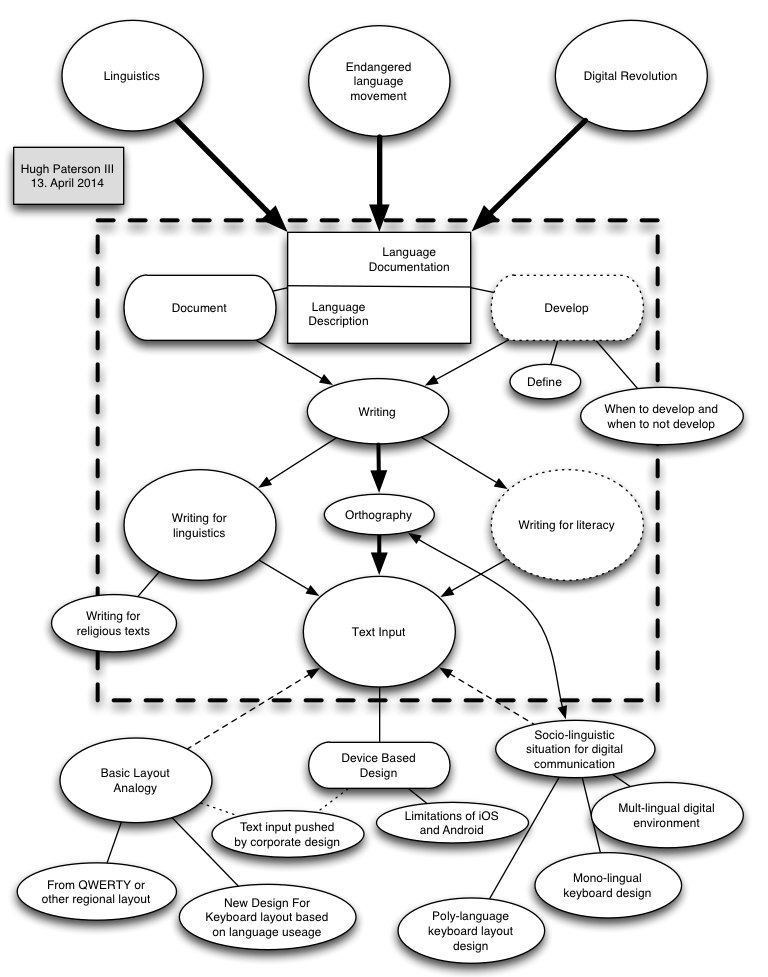 Linguistics
Endangered
language
movement
Digital Revolution
Hugh Paterson III
13. April 2014
Language
Documentation
Language
Description
Document
Develop
Define
When to develop and
when to not develop
Writing
Writing for
linguistics
Orthography
Writing for literacy
Writing for
religious texts
Text Input
Basic Layout
Analogy
Device Based
Design
Socio-linguistic
situation for digital
communication
Text input pushed
by corporate design
Limitations of iOS
and Android
Mult-lingual digital
environment
From QWERTY or
other regional layout
New Design For
Keyboard layout based
on language useage
Mono-lingual
keyboard design
Poly-language
keyboard layout
design